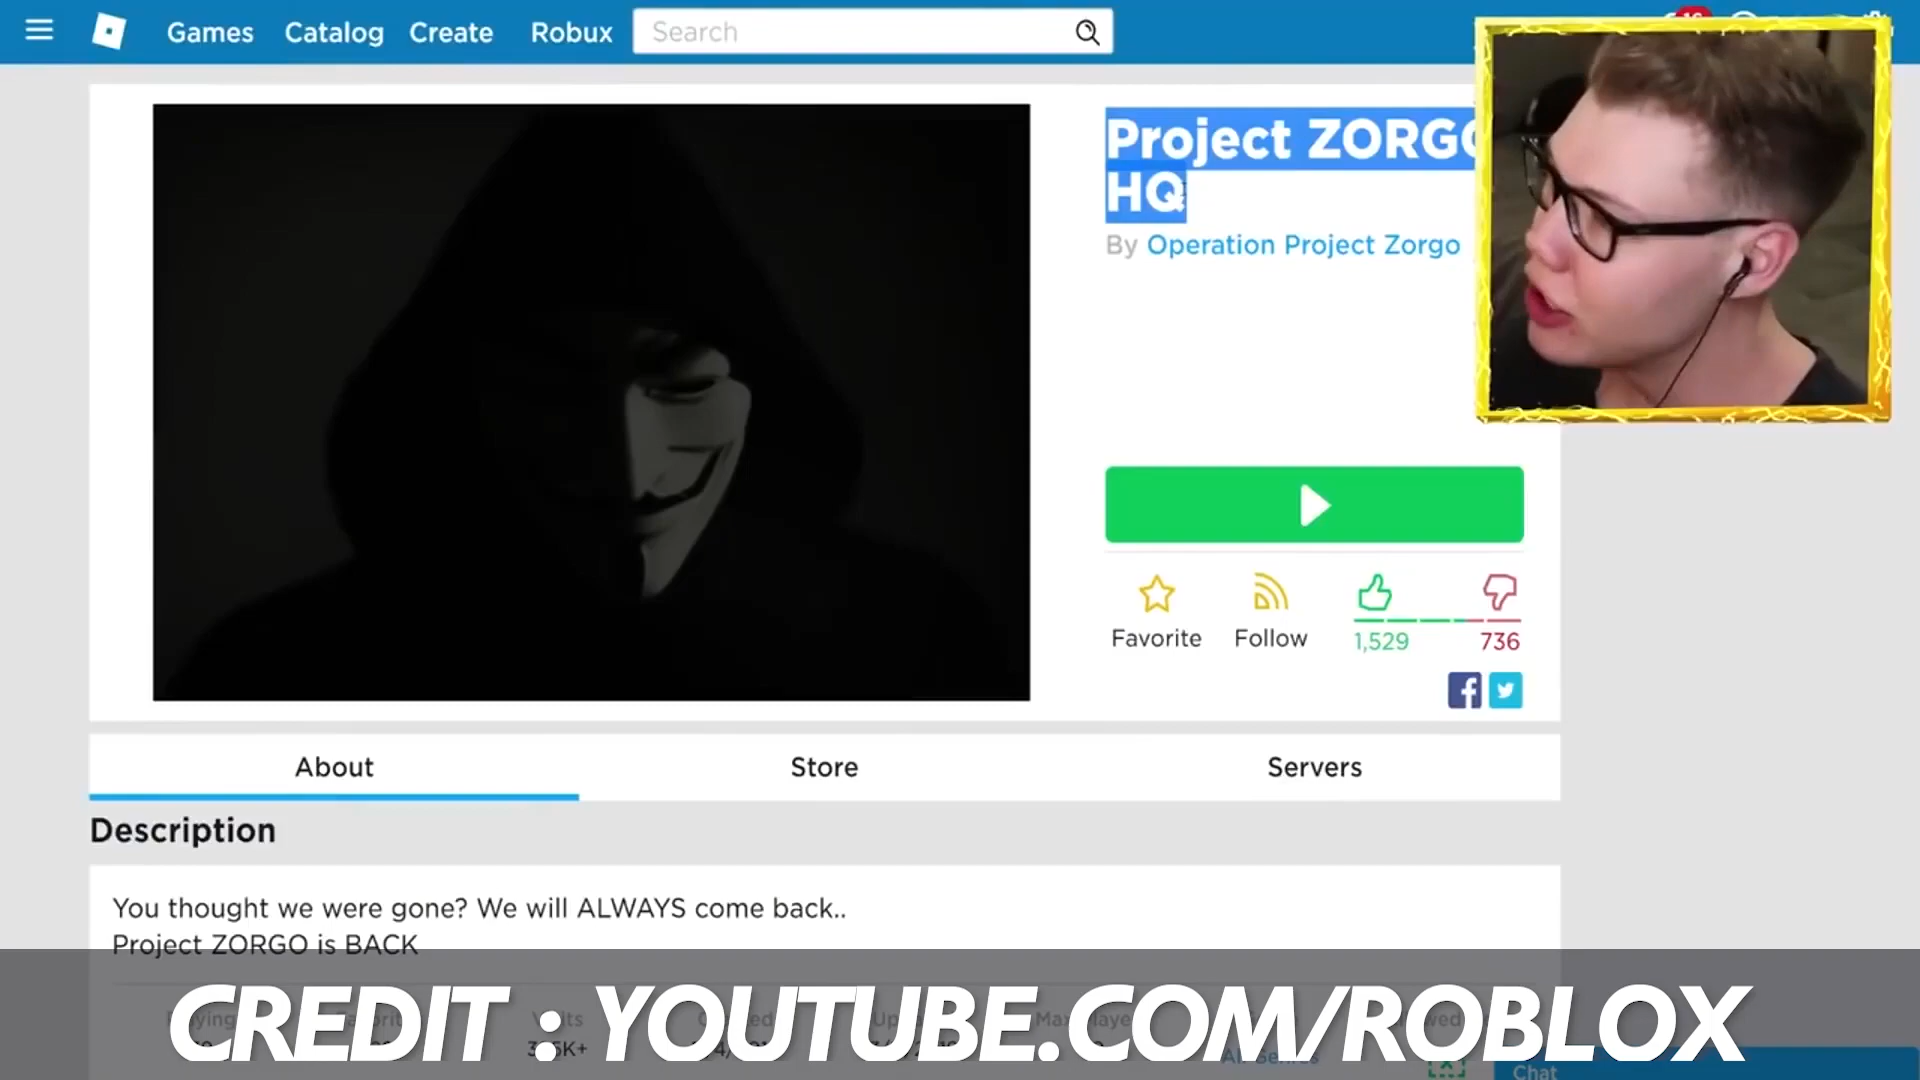 Games Catalog Create Robux Search
Project ZORGO
HQ
By Operation Project Zorgo
Favorite Follow 1,529 736
About Store Servers
Description
You thought we were gone? We will ALWAYS come back..
Project ZORGO is BACK
CREDIT : YOUTUBE.COM/ROBLOX
Chat